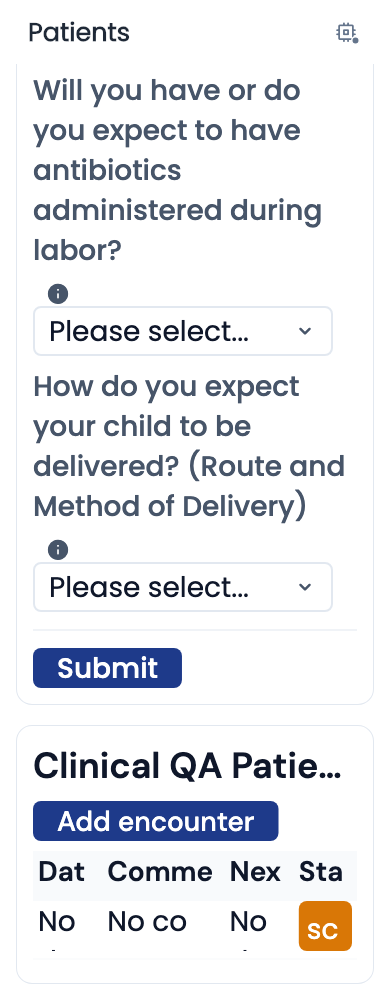 Patients
Will you have or do
you expect to have
antibiotics
administered during
labor?
Please select...
How do you expect
your child to be
delivered? (Route and
Method of Delivery)
Please select...
Submit
Clinical QA Patie...
Add encounter
Dat Comme Nex Sta
No No co No SC